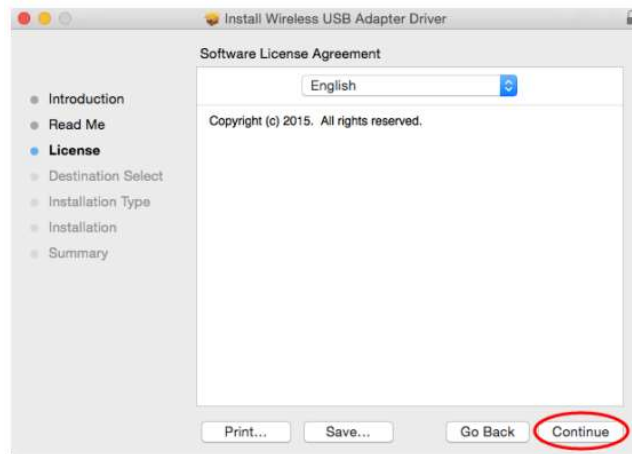 Install Wireless USB Adapter Driver
Software License Agreement
English
Introduction
Read Me
License
Destination Select
Installation Type
Installation
Summary
Copyright (c) 2015. All rights reserved.
Print...
Save...
Go Back
Continue